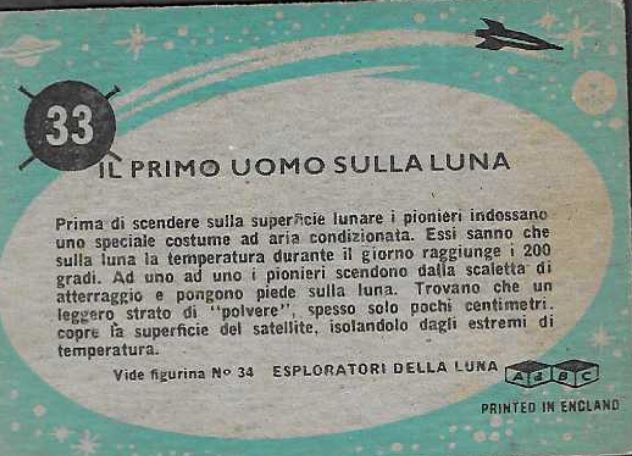 33
IL PRIMO UOMO SULLA LUNA
Prima di scendere sulla superficie lunare i pionieri indossano
uno speciale costume ad aria condizionata. Essi sanno che
sulla luna la temperatura durante il giorno raggiunge i 200
gradi. Ad uno ad uno i pionieri scendono dalla scaletta di
atterraggio e pongono piede sulla luna. Trovano che un
leggero strato di "polvere", spesso solo pochi centimetri.
copre la superficie del satellite, isolandolo dagli estremi di
temperatura.
Vide figurina Nº 34 ESPLORATORI DELLA LUNA
A & B C
PRINTED IN ENGLAND